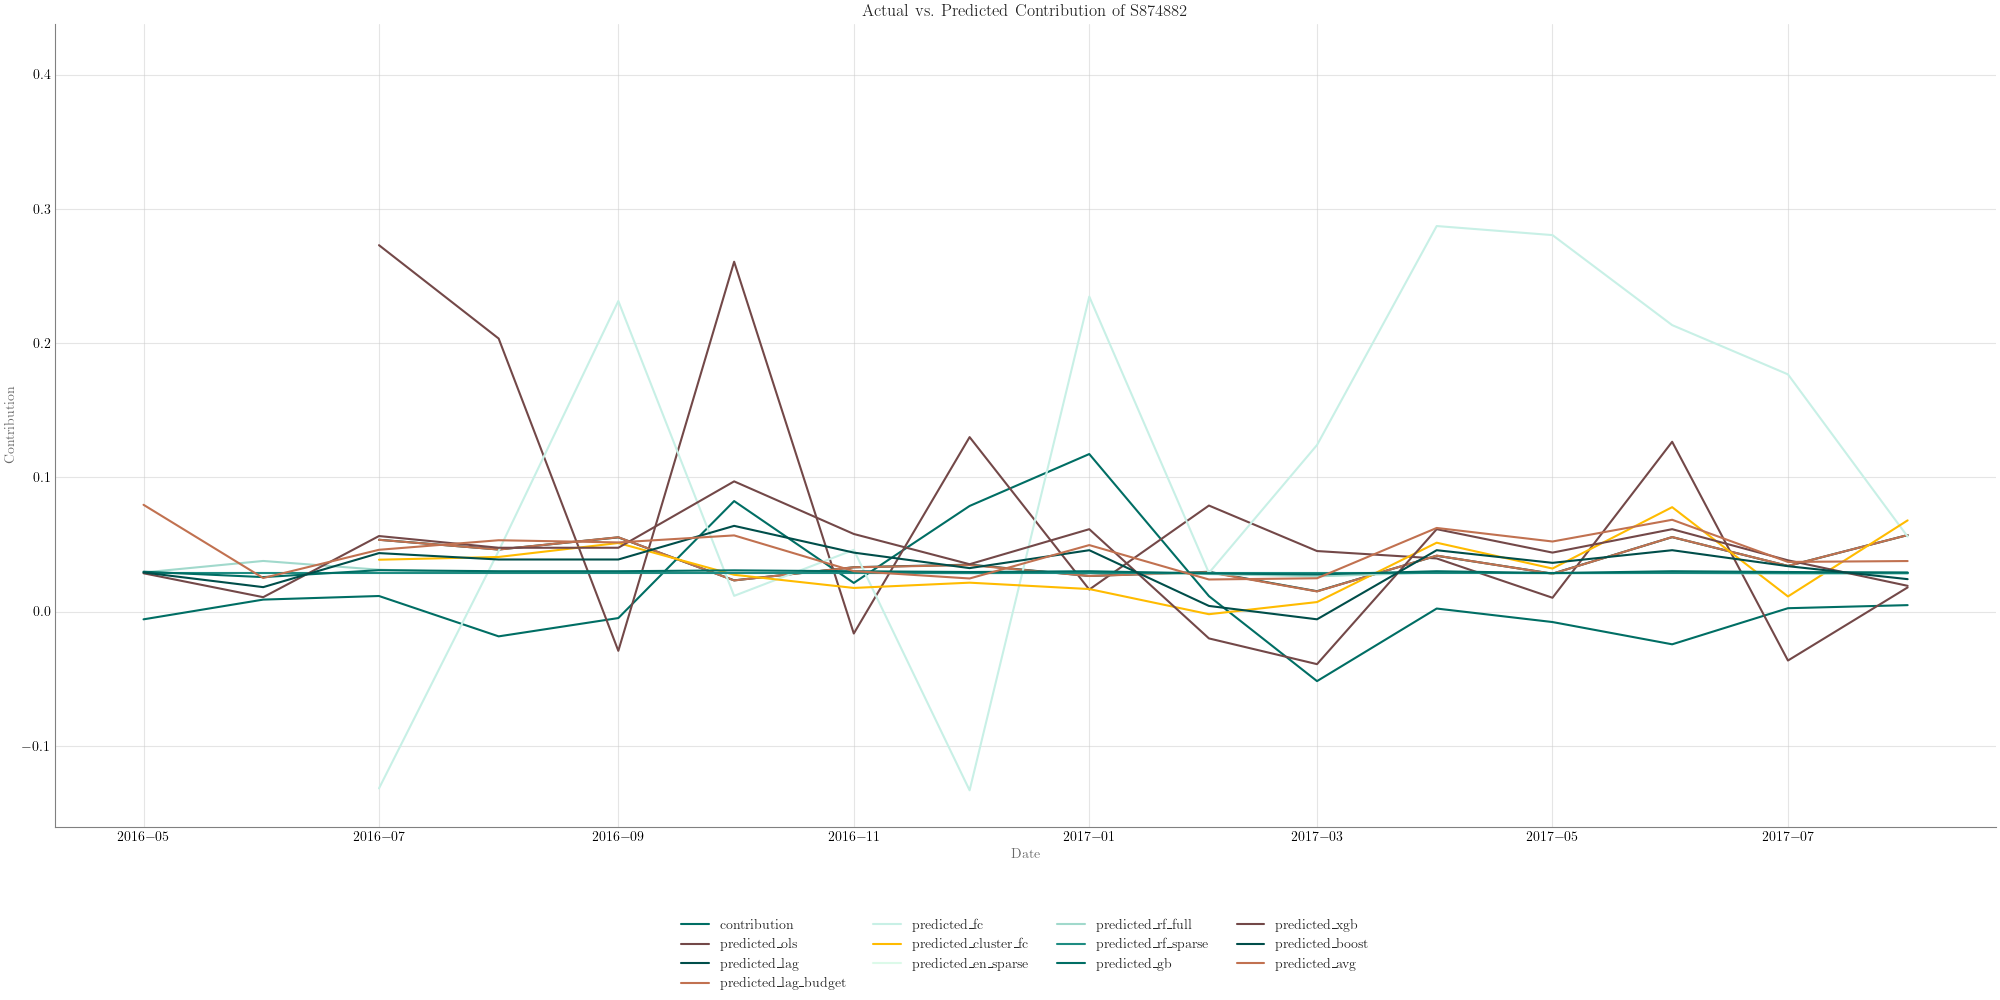 Actual vs. Predicted Contribution of S874882
0.4
0.3
0.2
0.1
0.0
−0.1
Contribution
2016−05 2016−07 2016−09 2016−11 2017−01 2017−03 2017−05 2017−07
Date
contribution predicted_fc predicted_rf_full predicted_xgb
predicted_ols predicted_cluster_fc predicted_rf_sparse predicted_boost
predicted_lag predicted_en_sparse predicted_gb predicted_avg
predicted_lag_budget